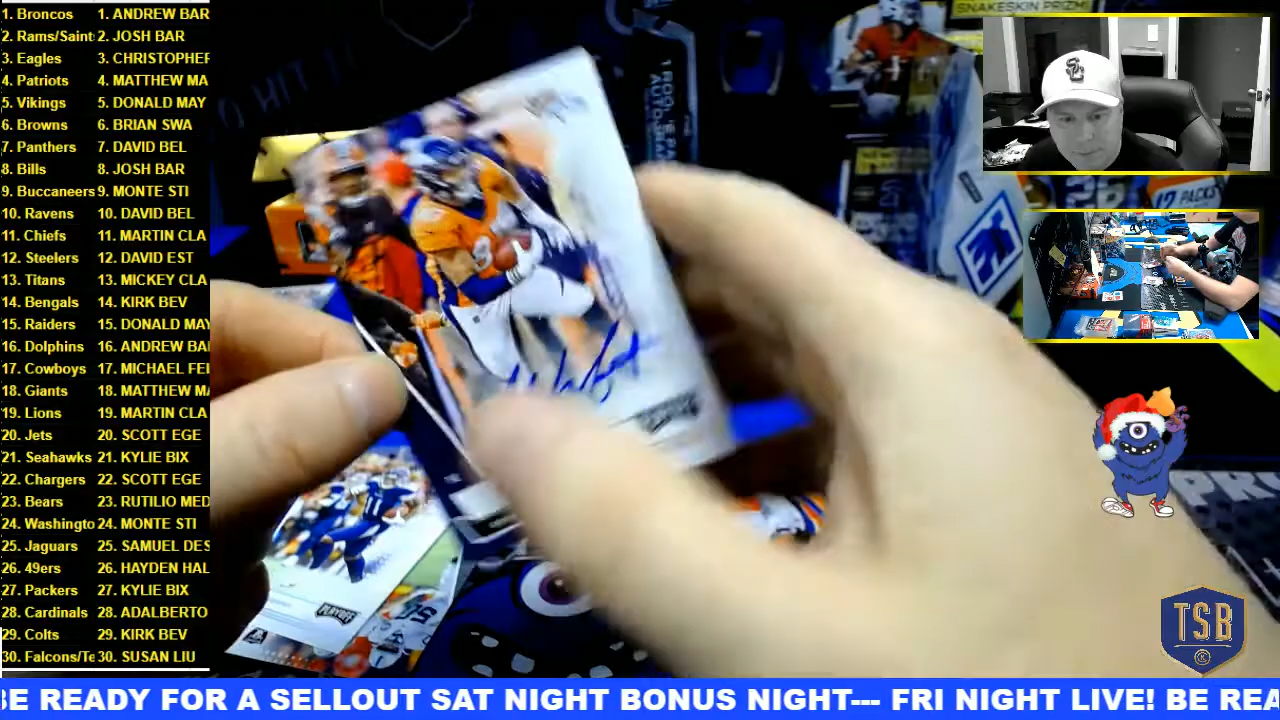 1. Broncos 1. ANDREW BAR
2. Rams/Saint 2. JOSH BAR
3. Eagles 3. CHRISTOPHER
4. Patriots 4. MATTHEW MA
5. Vikings 5. DONALD MAY
6. Browns 6. BRIAN SWA
7. Panthers 7. DAVID BEL
8. Bills 8. JOSH BAR
9. Buccaneers 9. MONTE STI
10. Ravens 10. DAVID BEL
11. Chiefs 11. MARTIN CLA
12. Steelers 12. DAVID EST
13. Titans 13. MICKEY CLA
14. Bengals 14. KIRK BEV
15. Raiders 15. DONALD MAY
16. Dolphins 16. ANDREW BA
17. Cowboys 17. MICHAEL FE
18. Giants 18. MATTHEW MA
19. Lions 19. MARTIN CLA
20. Jets 20. SCOTT EGE
21. Seahawks 21. KYLIE BIX
22. Chargers 22. SCOTT EGE
23. Bears 23. RUTILIO MED
24. Washingto 24. MONTE STI
25. Jaguars 25. SAMUEL DES
26. 49ers 26. HAYDEN HAL
27. Packers 27. KYLIE BIX
28. Cardinals 28. ADALBERTO
29. Colts 29. KIRK BEV
30. Falcons/Te 30. SUSAN LIU
SNAKESKIN PRIZM
SC
17 PACKS
PLAYOFF
PLAYOFF
TSB
BE READY FOR A SELLOUT SAT NIGHT BONUS NIGHT--- FRI NIGHT LIVE! BE REA